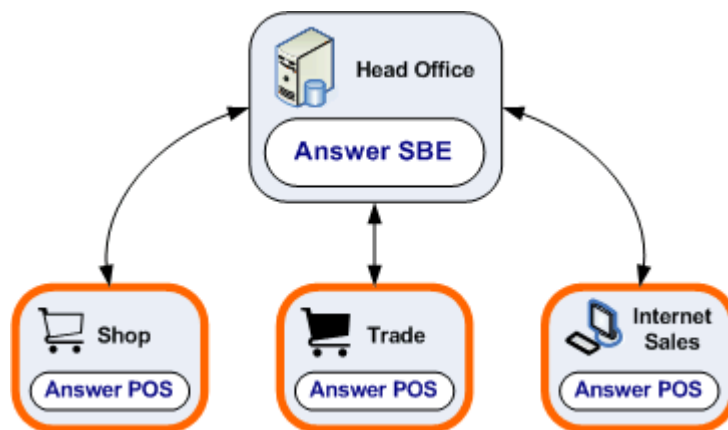 Head Office
Answer SBE
Shop
Answer POS
Trade
Answer POS
Internet
Sales
Answer POS